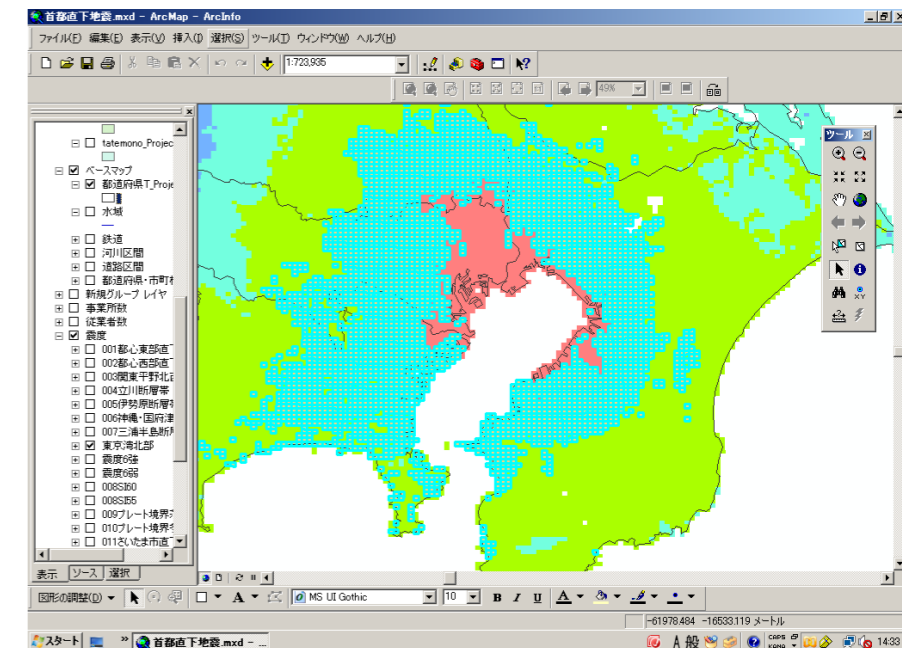 首都直下地震.mxd - ArcMap - ArcInfo
ファイル(F) 編集(E) 表示(V) 挿入(I) 選択(S) ツール(T) ウィンドウ(W) ヘルプ(H)
1:723,935
49%
ツール
tatemono_Projec
ベースマップ
都道府県T_Proje
水域
鉄道
河川区間
道路区間
都道府県・市町村
新規グループ レイヤ
事業所数
従業者数
震度
001都心東部直下
002都心西部直
003関東平野北
004立川断層帯
005伊勢原断層
006神縄・国府津
007三浦半島断
東京湾北部
震度6強
震度6弱
008SI60
008SI55
009プレート境界
010プレート境界
011さいたま市直
表示 ソース 選択
図形の調整(D) A MS UI Gothic 10 B I U A
-61978.484 -16533.119 メートル
スタート » 首都直下地震.mxd - ... A 般 CAPS KANA 14:33